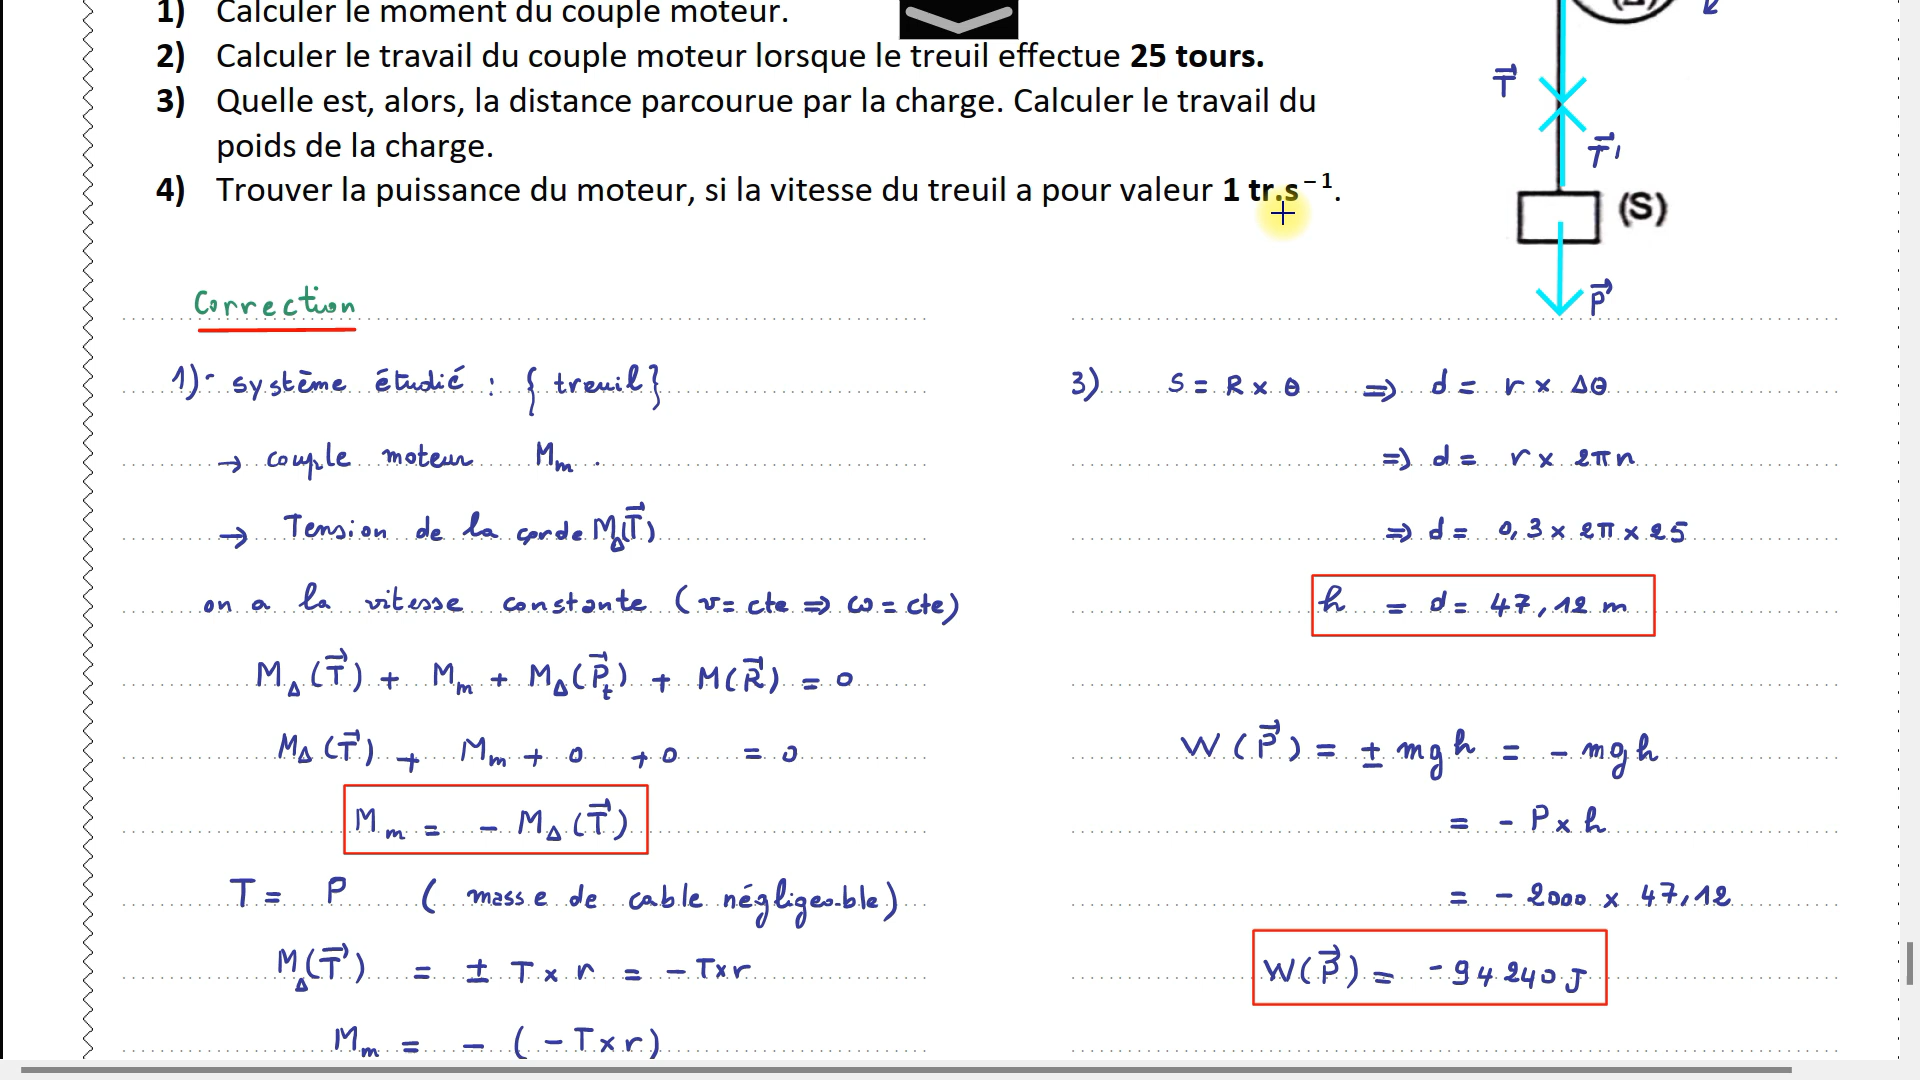 1) Calculer le moment du couple moteur.
2) Calculer le travail du couple moteur lorsque le treuil effectue 25 tours.
3) Quelle est, alors, la distance parcourue par la charge. Calculer le travail du
poids de la charge.
4) Trouver la puissance du moteur, si la vitesse du treuil a pour valeur 1 tr.s⁻¹.
(Δ)
T⃗
T⃗'
(S)
P⃗
Correction
1)- système étudié : { treuil }
→ couple moteur Mm .
→ Tension de la corde MΔ(T⃗)
on a la vitesse constante ( v = cte ⇒ ω = cte)
MΔ(T⃗) + Mm + MΔ(P⃗t) + M(R⃗) = 0
MΔ(T⃗) + Mm + 0 + 0 = 0
Mm = - MΔ(T⃗)
T = P ( masse de cable négligeable)
MΔ(T⃗) = ± T × r = - T×r
Mm = - ( - T×r)
3) S = R × θ ⇒ d = r × Δθ
⇒ d = r × 2πn
⇒ d = 0,3 × 2π × 25
h = d = 47,12 m
W(P⃗) = ± mgh = - mgh
= - P × h
= - 2000 × 47,12
W(P⃗) = - 94240 J